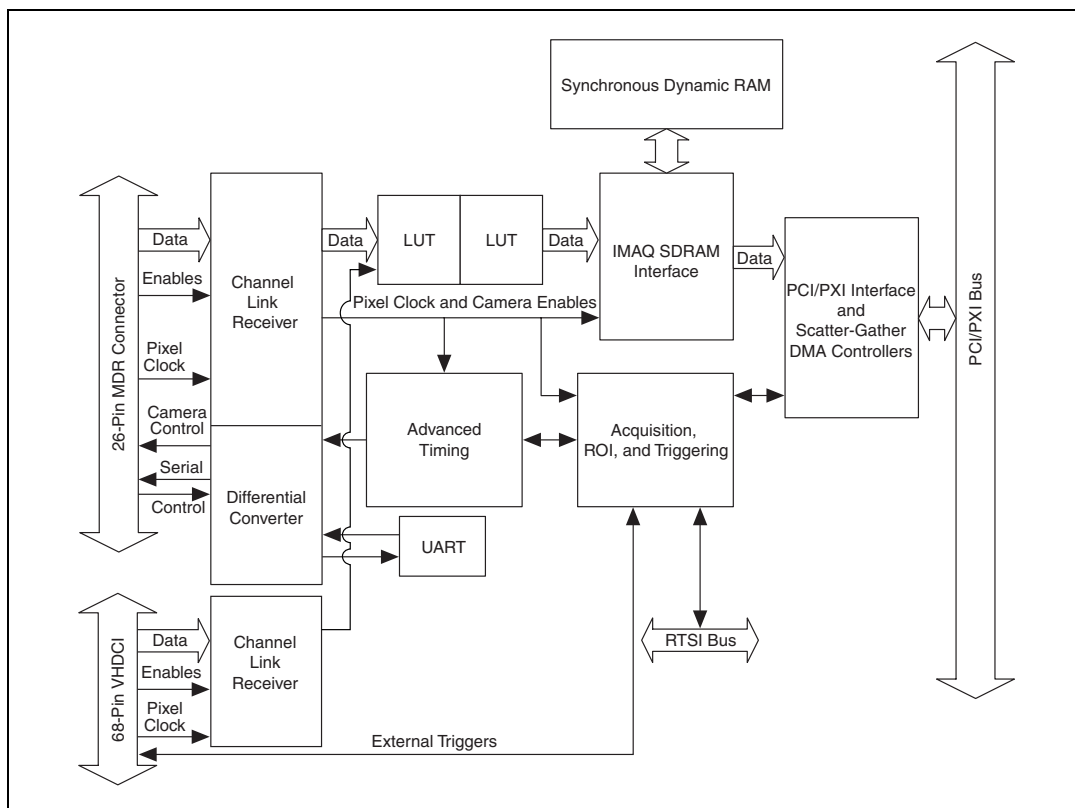 Synchronous Dynamic RAM
26-Pin MDR Connector
Data
Enables
Pixel
Clock
Camera
Control
Serial
Control
Channel
Link
Receiver
Differential
Converter
Data
LUT
LUT
Data
IMAQ SDRAM
Interface
Data
PCI/PXI Interface
and
Scatter-Gather
DMA Controllers
PCI/PXI Bus
Pixel Clock and Camera Enables
Advanced
Timing
Acquisition,
ROI, and Triggering
UART
RTSI Bus
68-Pin VHDCI
Data
Enables
Pixel
Clock
Channel
Link
Receiver
External Triggers